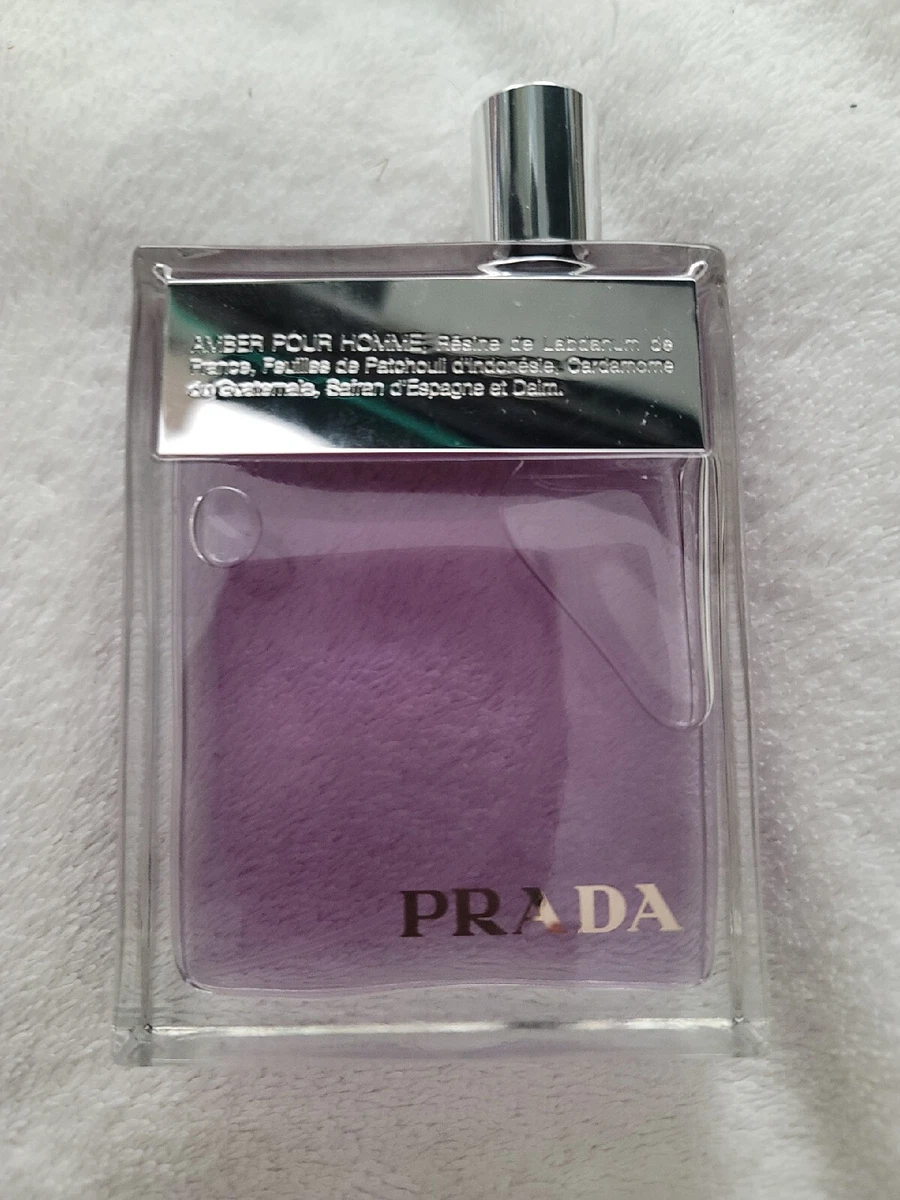 AMBER POUR HOMME, Résine de Labdanum de
France, Feuilles de Patchouli d'Indonésie, Cardamome
du Guatemala, Safran d'Espagne et Daim.
PRADA